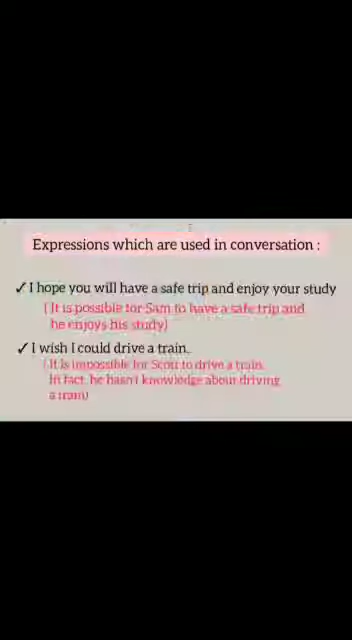 Expressions which are used in conversation :
✓ I hope you will have a safe trip and enjoy your study
( It is possible for Sam to have a safe trip and
he enjoys his study)
✓ I wish I could drive a train.
( It is impossible for Scott to drive a train.
In fact, he hasn't knowledge about driving
a train)